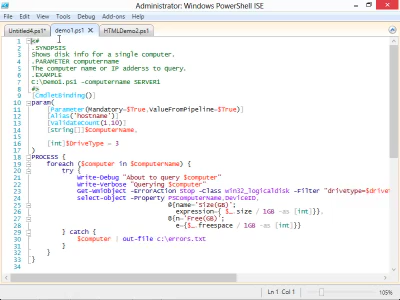 Administrator: Windows PowerShell ISE
File Edit View Tools Debug Add-ons Help
Untitled4.ps1* demo1.ps1 X HTMLDemo2.ps1
1 <#
2 .SYNOPSIS
3 Shows disk info for a single computer.
4 .PARAMETER computername
5 The computer name or IP adderss to query.
6 .EXAMPLE
7 C:\Demo1.ps1 -computername SERVER1
8 #>
9 [CmdletBinding()]
10 param(
11 [Parameter(Mandatory=$True,ValueFromPipeline=$True)]
12 [Alias('hostname')]
13 [ValidateCount(1,10)]
14 [string[]]$ComputerName,
15
16 [int]$DriveType = 3
17 )
18 PROCESS {
19 foreach ($computer in $computerName) {
20 try {
21 Write-Debug "About to query $computer"
22 Write-Verbose "Querying $computer"
23 Get-WmiObject -ErrorAction Stop -Class win32_logicaldisk -Filter "drivetype=$drive
24 select-object -Property PSComputerName,DeviceID,
25 @{name='Size(GB)';
26 expression={ $_.size / 1GB -as [int]}},
27 @{n='Free(GB)';
28 e={$_.freespace / 1GB -as [int]}
29 } catch {
30 $computer | out-file c:\errors.txt
31 }
32 }
33 }
34
Ln 1 Col 1 105%